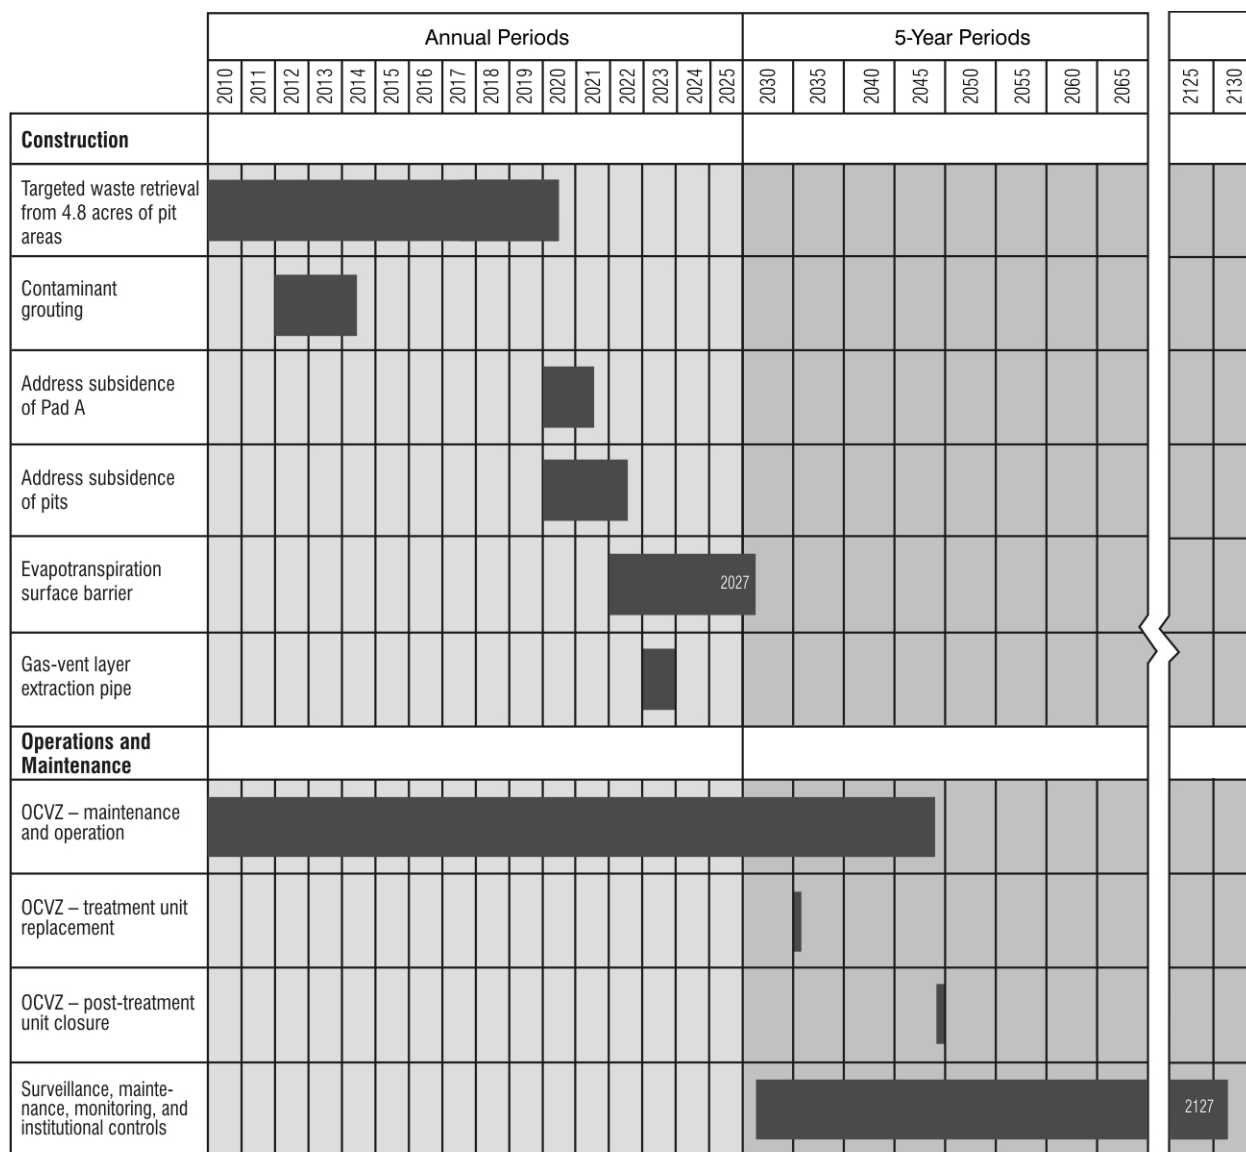 Annual Periods
5-Year Periods
2010 2011 2012 2013 2014 2015 2016 2017 2018 2019 2020 2021 2022 2023 2024 2025 2030 2035 2040 2045 2050 2055 2060 2065 2125 2130
Construction
Targeted waste retrieval
from 4.8 acres of pit
areas
Contaminant
grouting
Address subsidence
of Pad A
Address subsidence
of pits
Evapotranspiration
surface barrier
2027
Gas-vent layer
extraction pipe
Operations and
Maintenance
OCVZ – maintenance
and operation
OCVZ – treatment unit
replacement
OCVZ – post-treatment
unit closure
Surveillance, mainte-
nance, monitoring, and
institutional controls
2127